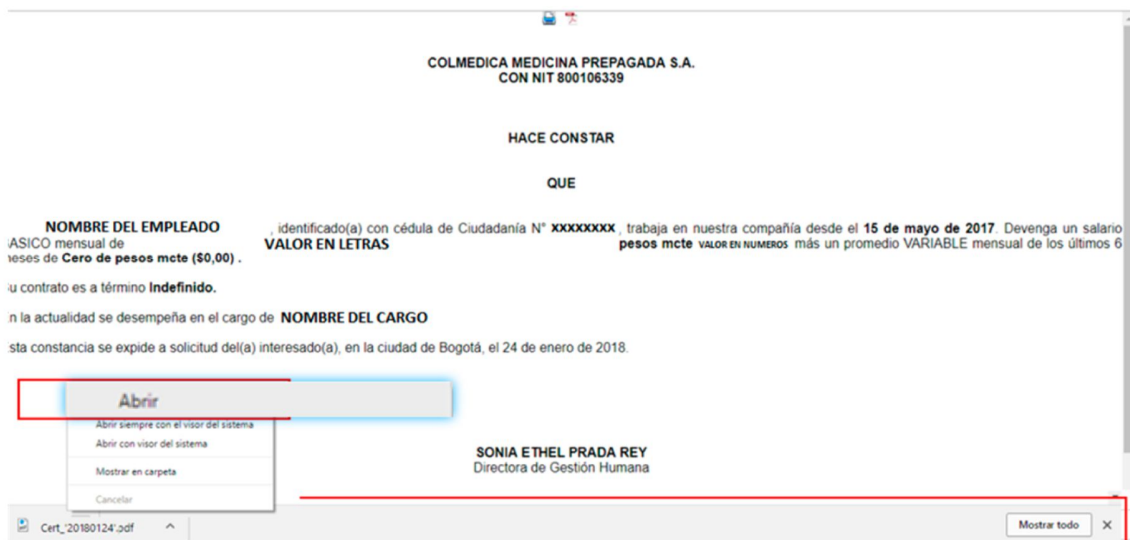 COLMEDICA MEDICINA PREPAGADA S.A.
CON NIT 800106339
HACE CONSTAR
QUE
NOMBRE DEL EMPLEADO , identificado(a) con cédula de Ciudadanía N° xxxxxxxx , trabaja en nuestra compañía desde el 15 de mayo de 2017. Devenga un salario
ASICO mensual de VALOR EN LETRAS pesos mcte VALOR EN NUMEROS más un promedio VARIABLE mensual de los últimos 6
neses de Cero de pesos mcte ($0,00) .
u contrato es a término Indefinido.
n la actualidad se desempeña en el cargo de NOMBRE DEL CARGO
sta constancia se expide a solicitud del(a) interesado(a), en la ciudad de Bogotá, el 24 de enero de 2018.
Abrir
Abrir siempre con el visor del sistema
Abrir con visor del sistema
Mostrar en carpeta
Cancelar
SONIA ETHEL PRADA REY
Directora de Gestión Humana
Cert_'20180124'.pdf
Mostrar todo